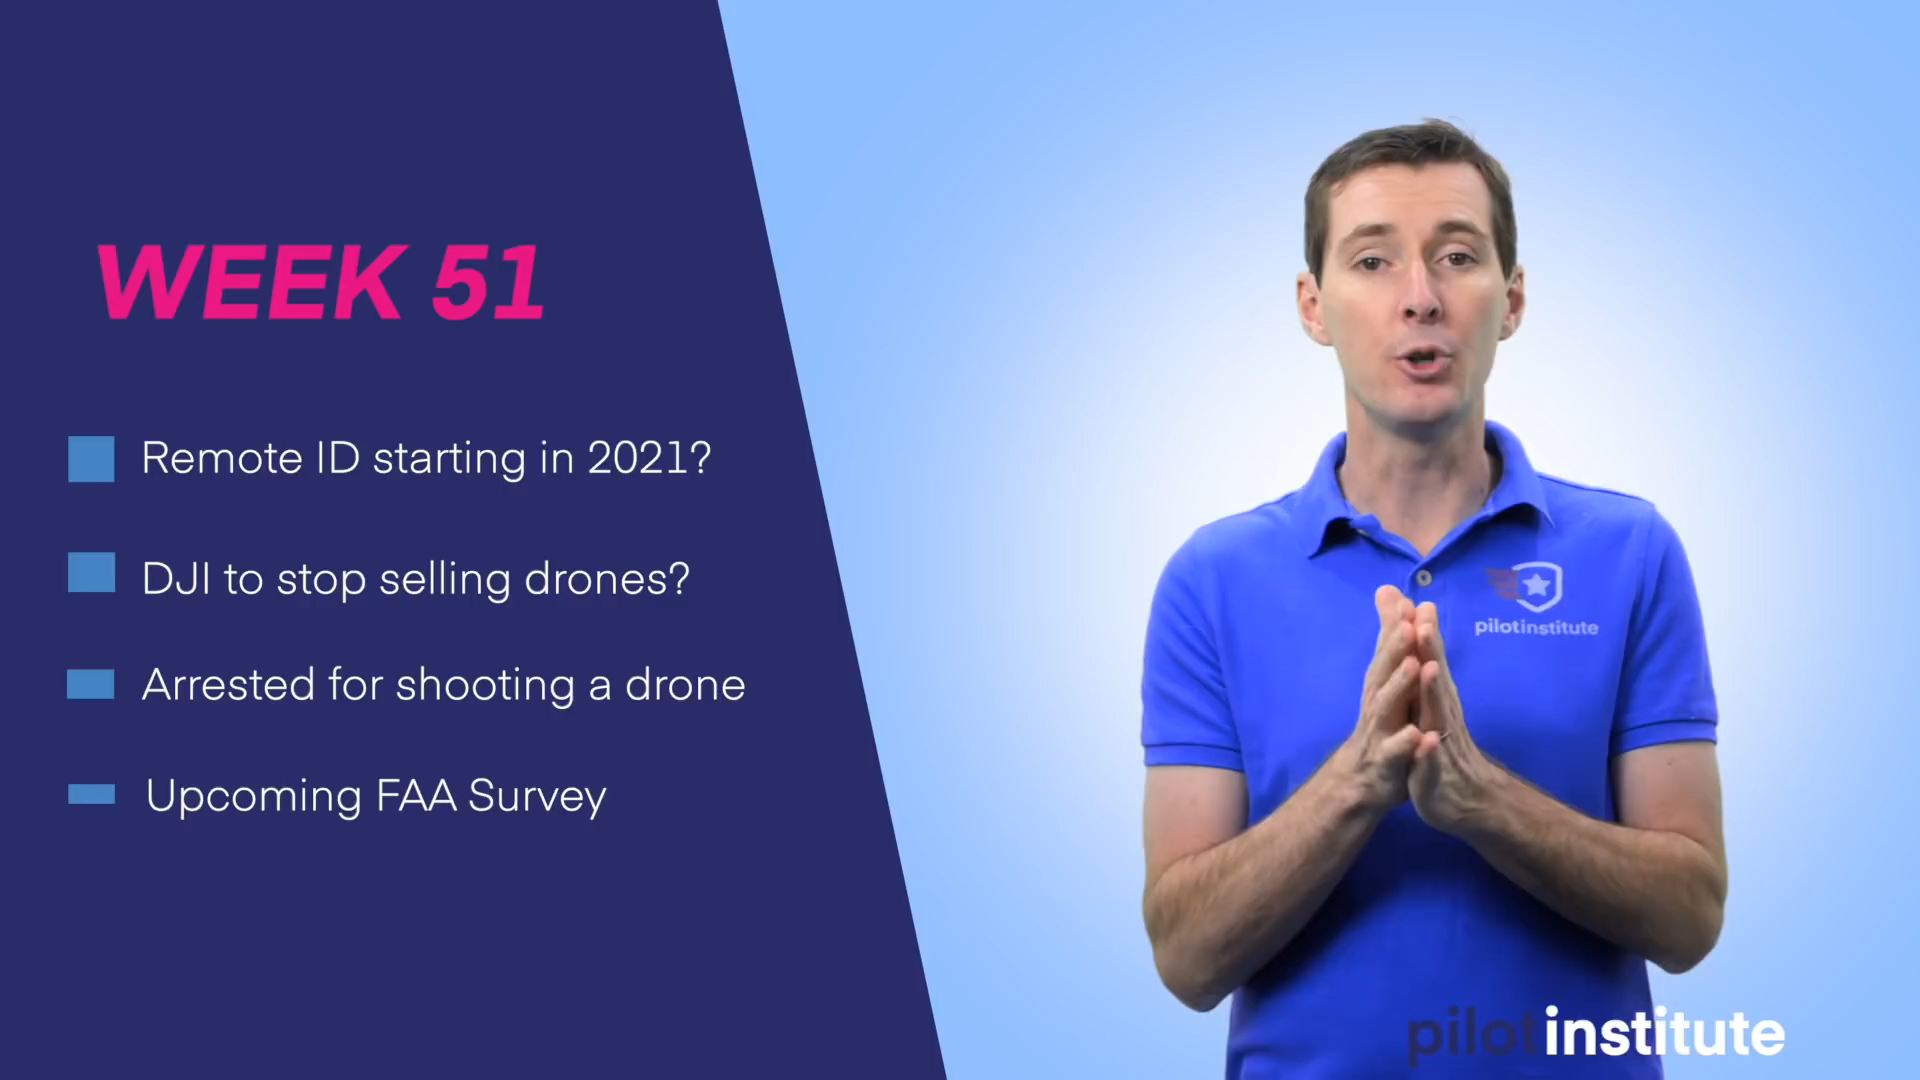 WEEK 51
Remote ID starting in 2021?
DJI to stop selling drones?
Arrested for shooting a drone
Upcoming FAA Survey
pilotinstitute
pilotinstitute